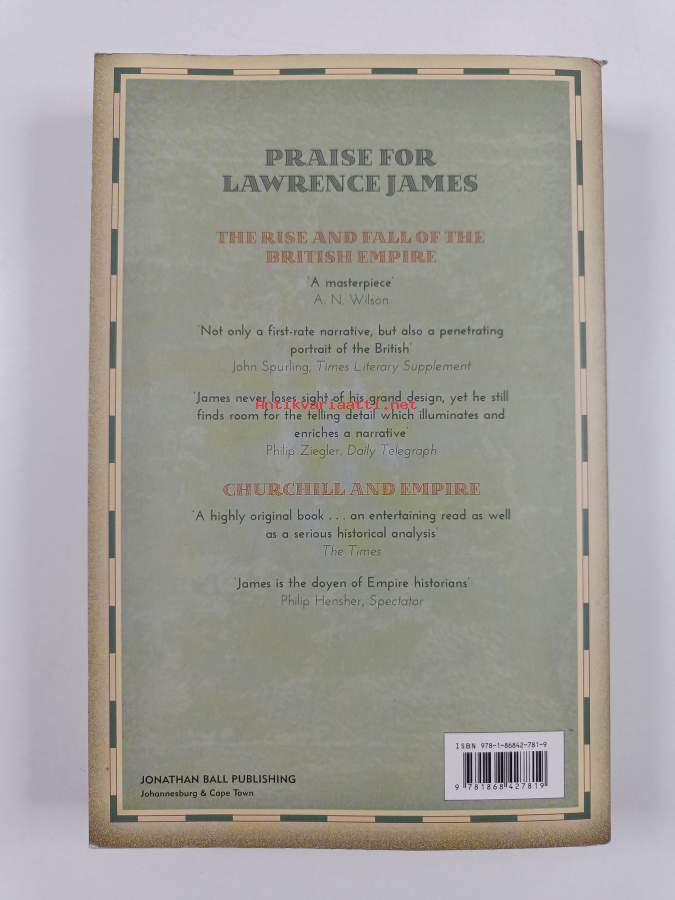 PRAISE FOR
LAWRENCE JAMES
THE RISE AND FALL OF THE
BRITISH EMPIRE
'A masterpiece'
A. N. Wilson
'Not only a first-rate narrative, but also a penetrating
portrait of the British'
John Spurling, Times Literary Supplement
'James never loses sight of his grand design, yet he still
Antikvariaatti.net
finds room for the telling detail which illuminates and
enriches a narrative'
Philip Ziegler, Daily Telegraph
CHURCHILL AND EMPIRE
'A highly original book . . . an entertaining read as well
as a serious historical analysis'
The Times
'James is the doyen of Empire historians'
Philip Hensher, Spectator
ISBN 978-1-86842-781-9
9 781868 427819
JONATHAN BALL PUBLISHING
Johannesburg & Cape Town